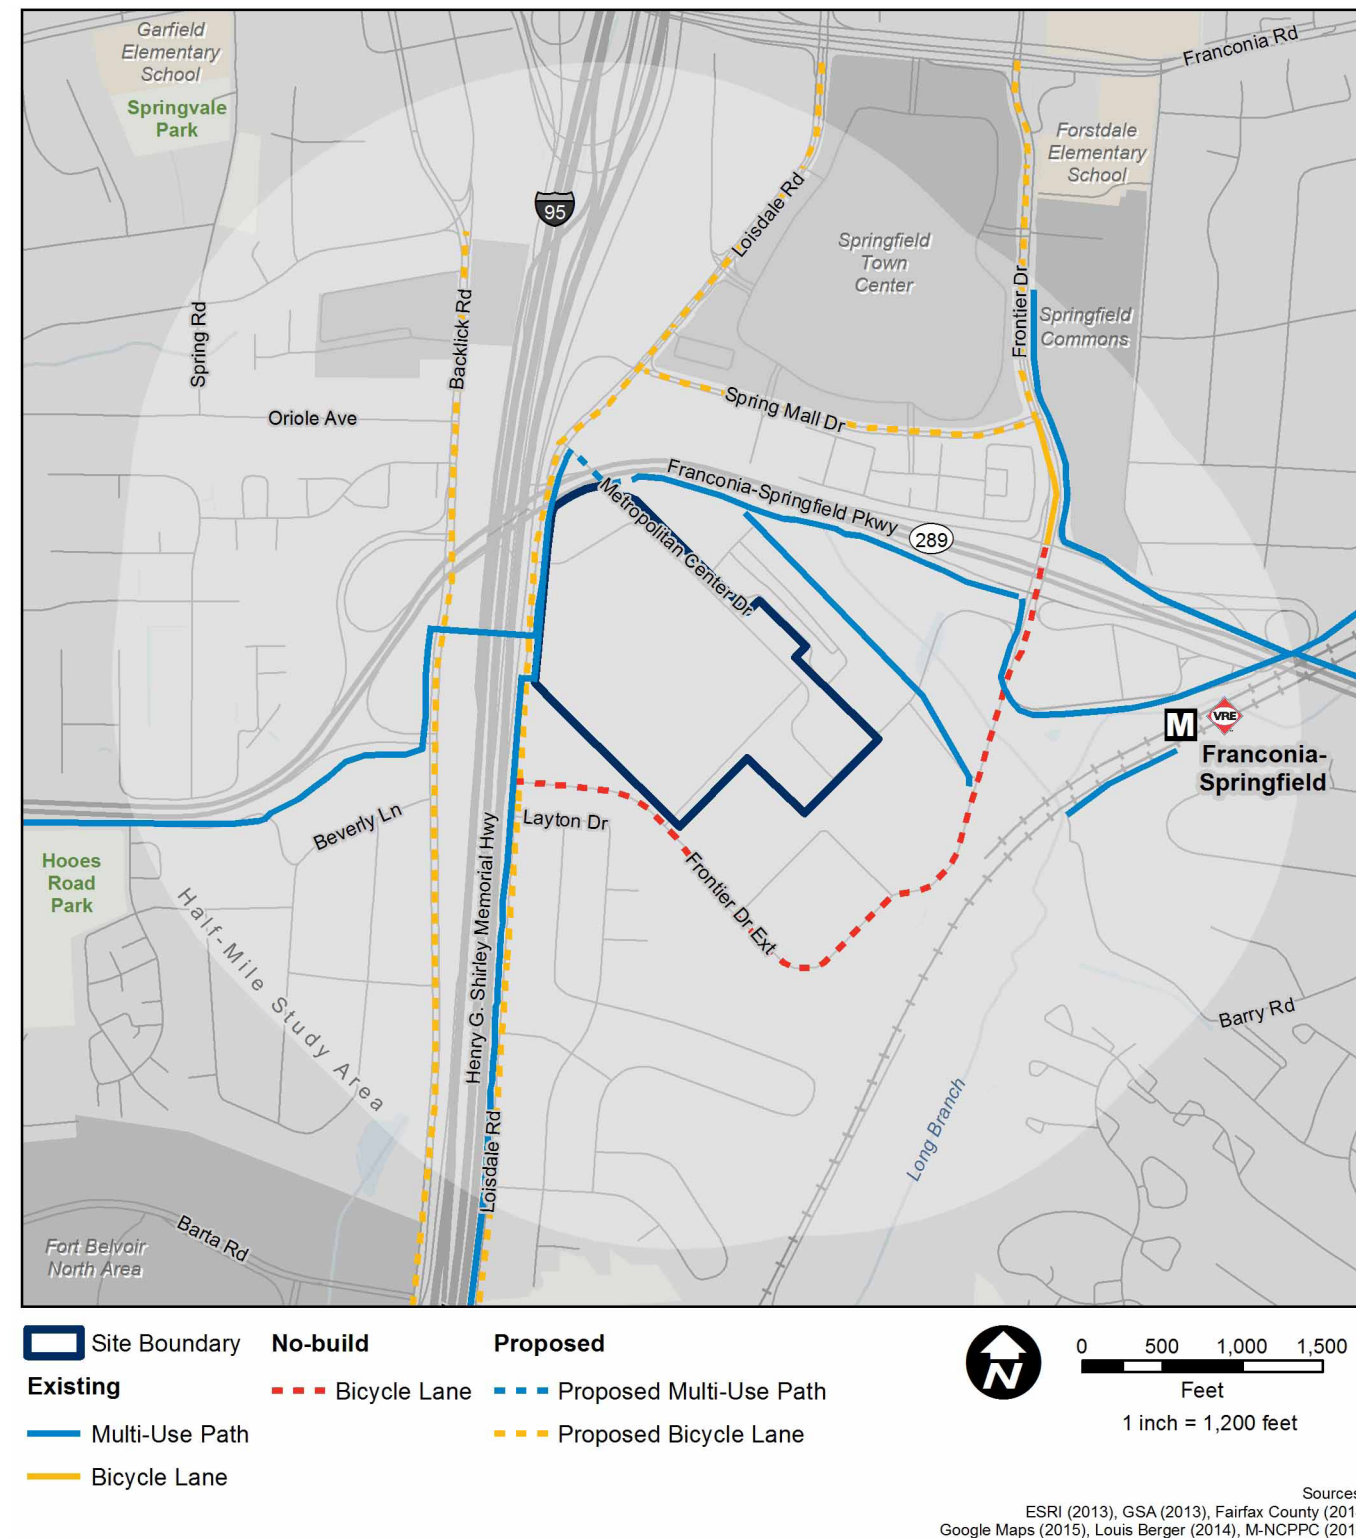 Garfield
Elementary
School
Springvale
Park
Franconia Rd
Forstdale
Elementary
School
95
Loisdale Rd
Springfield
Town
Center
Spring Rd
Backlick Rd
Frontier Dr
Springfield
Commons
Oriole Ave
Spring Mall Dr
Franconia-Springfield Pkwy
289
Metropolitan Center Dr
M
VRE
Franconia-
Springfield
Beverly Ln
Layton Dr
Hooes
Road
Park
Henry G. Shirley Memorial Hwy
Frontier Dr Ext
Half-Mile Study Area
Barry Rd
Long Branch
Loisdale Rd
Barta Rd
Fort Belvoir
North Area
Site Boundary
Existing
Multi-Use Path
Bicycle Lane
No-build
Bicycle Lane
Proposed
Proposed Multi-Use Path
Proposed Bicycle Lane
N
0 500 1,000 1,500
Feet
1 inch = 1,200 feet
Sources
ESRI (2013), GSA (2013), Fairfax County (201
Google Maps (2015), Louis Berger (2014), M-NCPPC (201